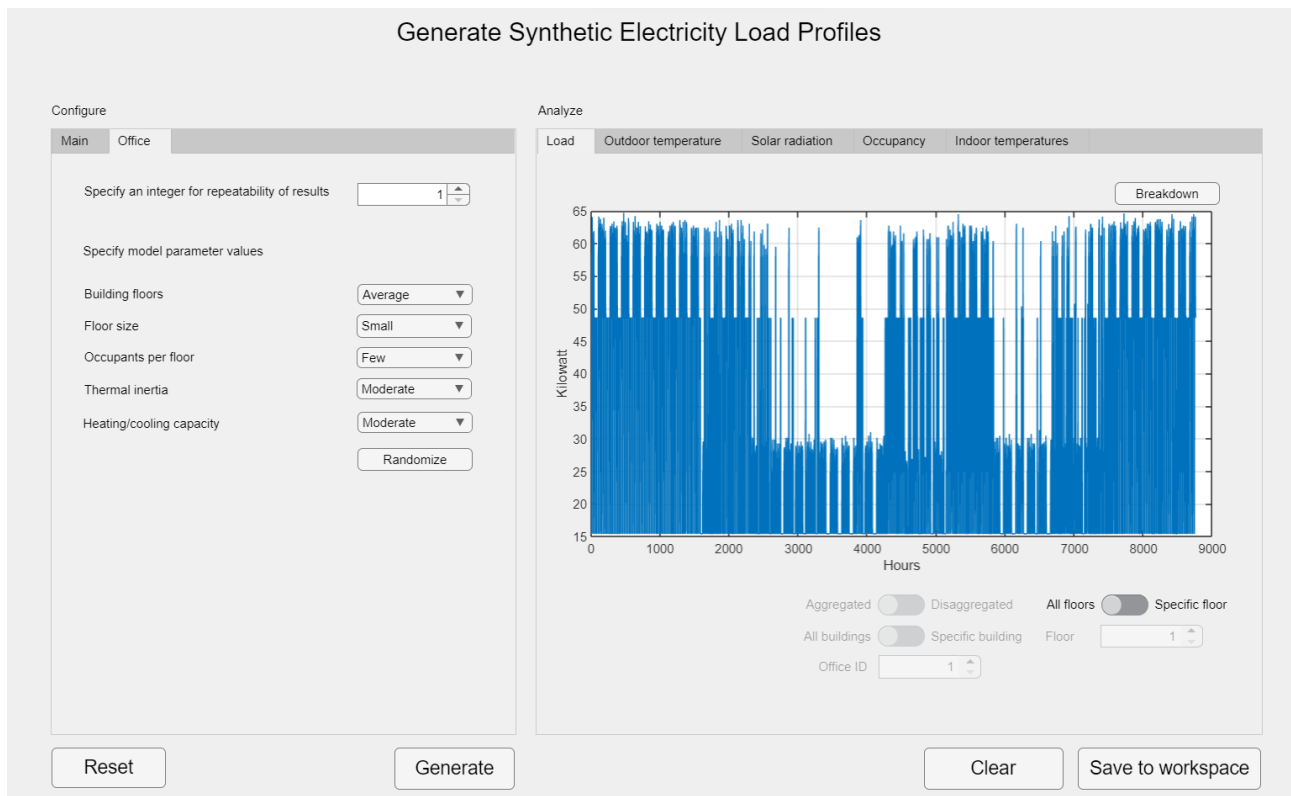 Generate Synthetic Electricity Load Profiles
Configure
Main Office
Specify an integer for repeatability of results 1
Specify model parameter values
Building floors Average
Floor size Small
Occupants per floor Few
Thermal inertia Moderate
Heating/cooling capacity Moderate
Randomize
Reset Generate
Analyze
Load Outdoor temperature Solar radiation Occupancy Indoor temperatures
Breakdown
65
60
55
50
45
40
35
30
25
20
15
Kilowatt
0 1000 2000 3000 4000 5000 6000 7000 8000 9000
Hours
Aggregated Disaggregated All floors Specific floor
All buildings Specific building Floor 1
Office ID 1
Clear Save to workspace